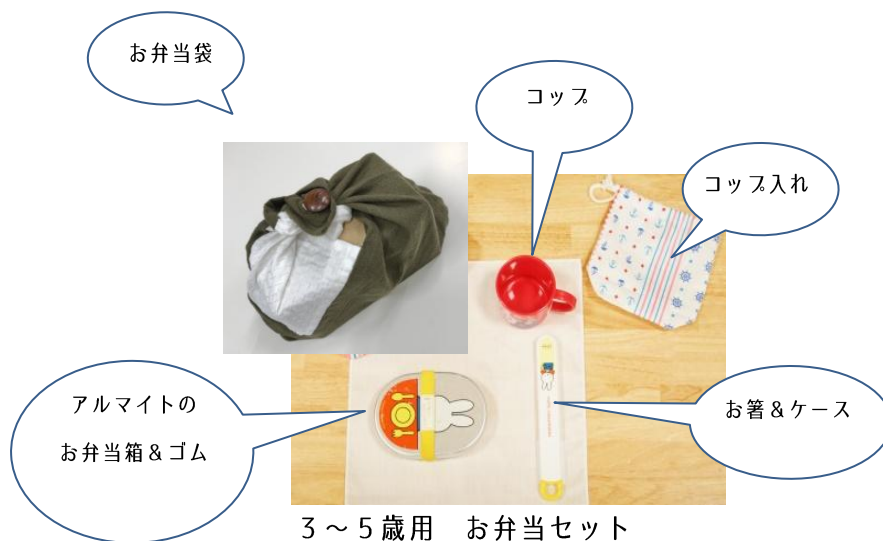 お弁当袋
コップ
コップ入れ
アルマイトの
お弁当箱＆ゴム
お箸＆ケース
３～５歳用　お弁当セット